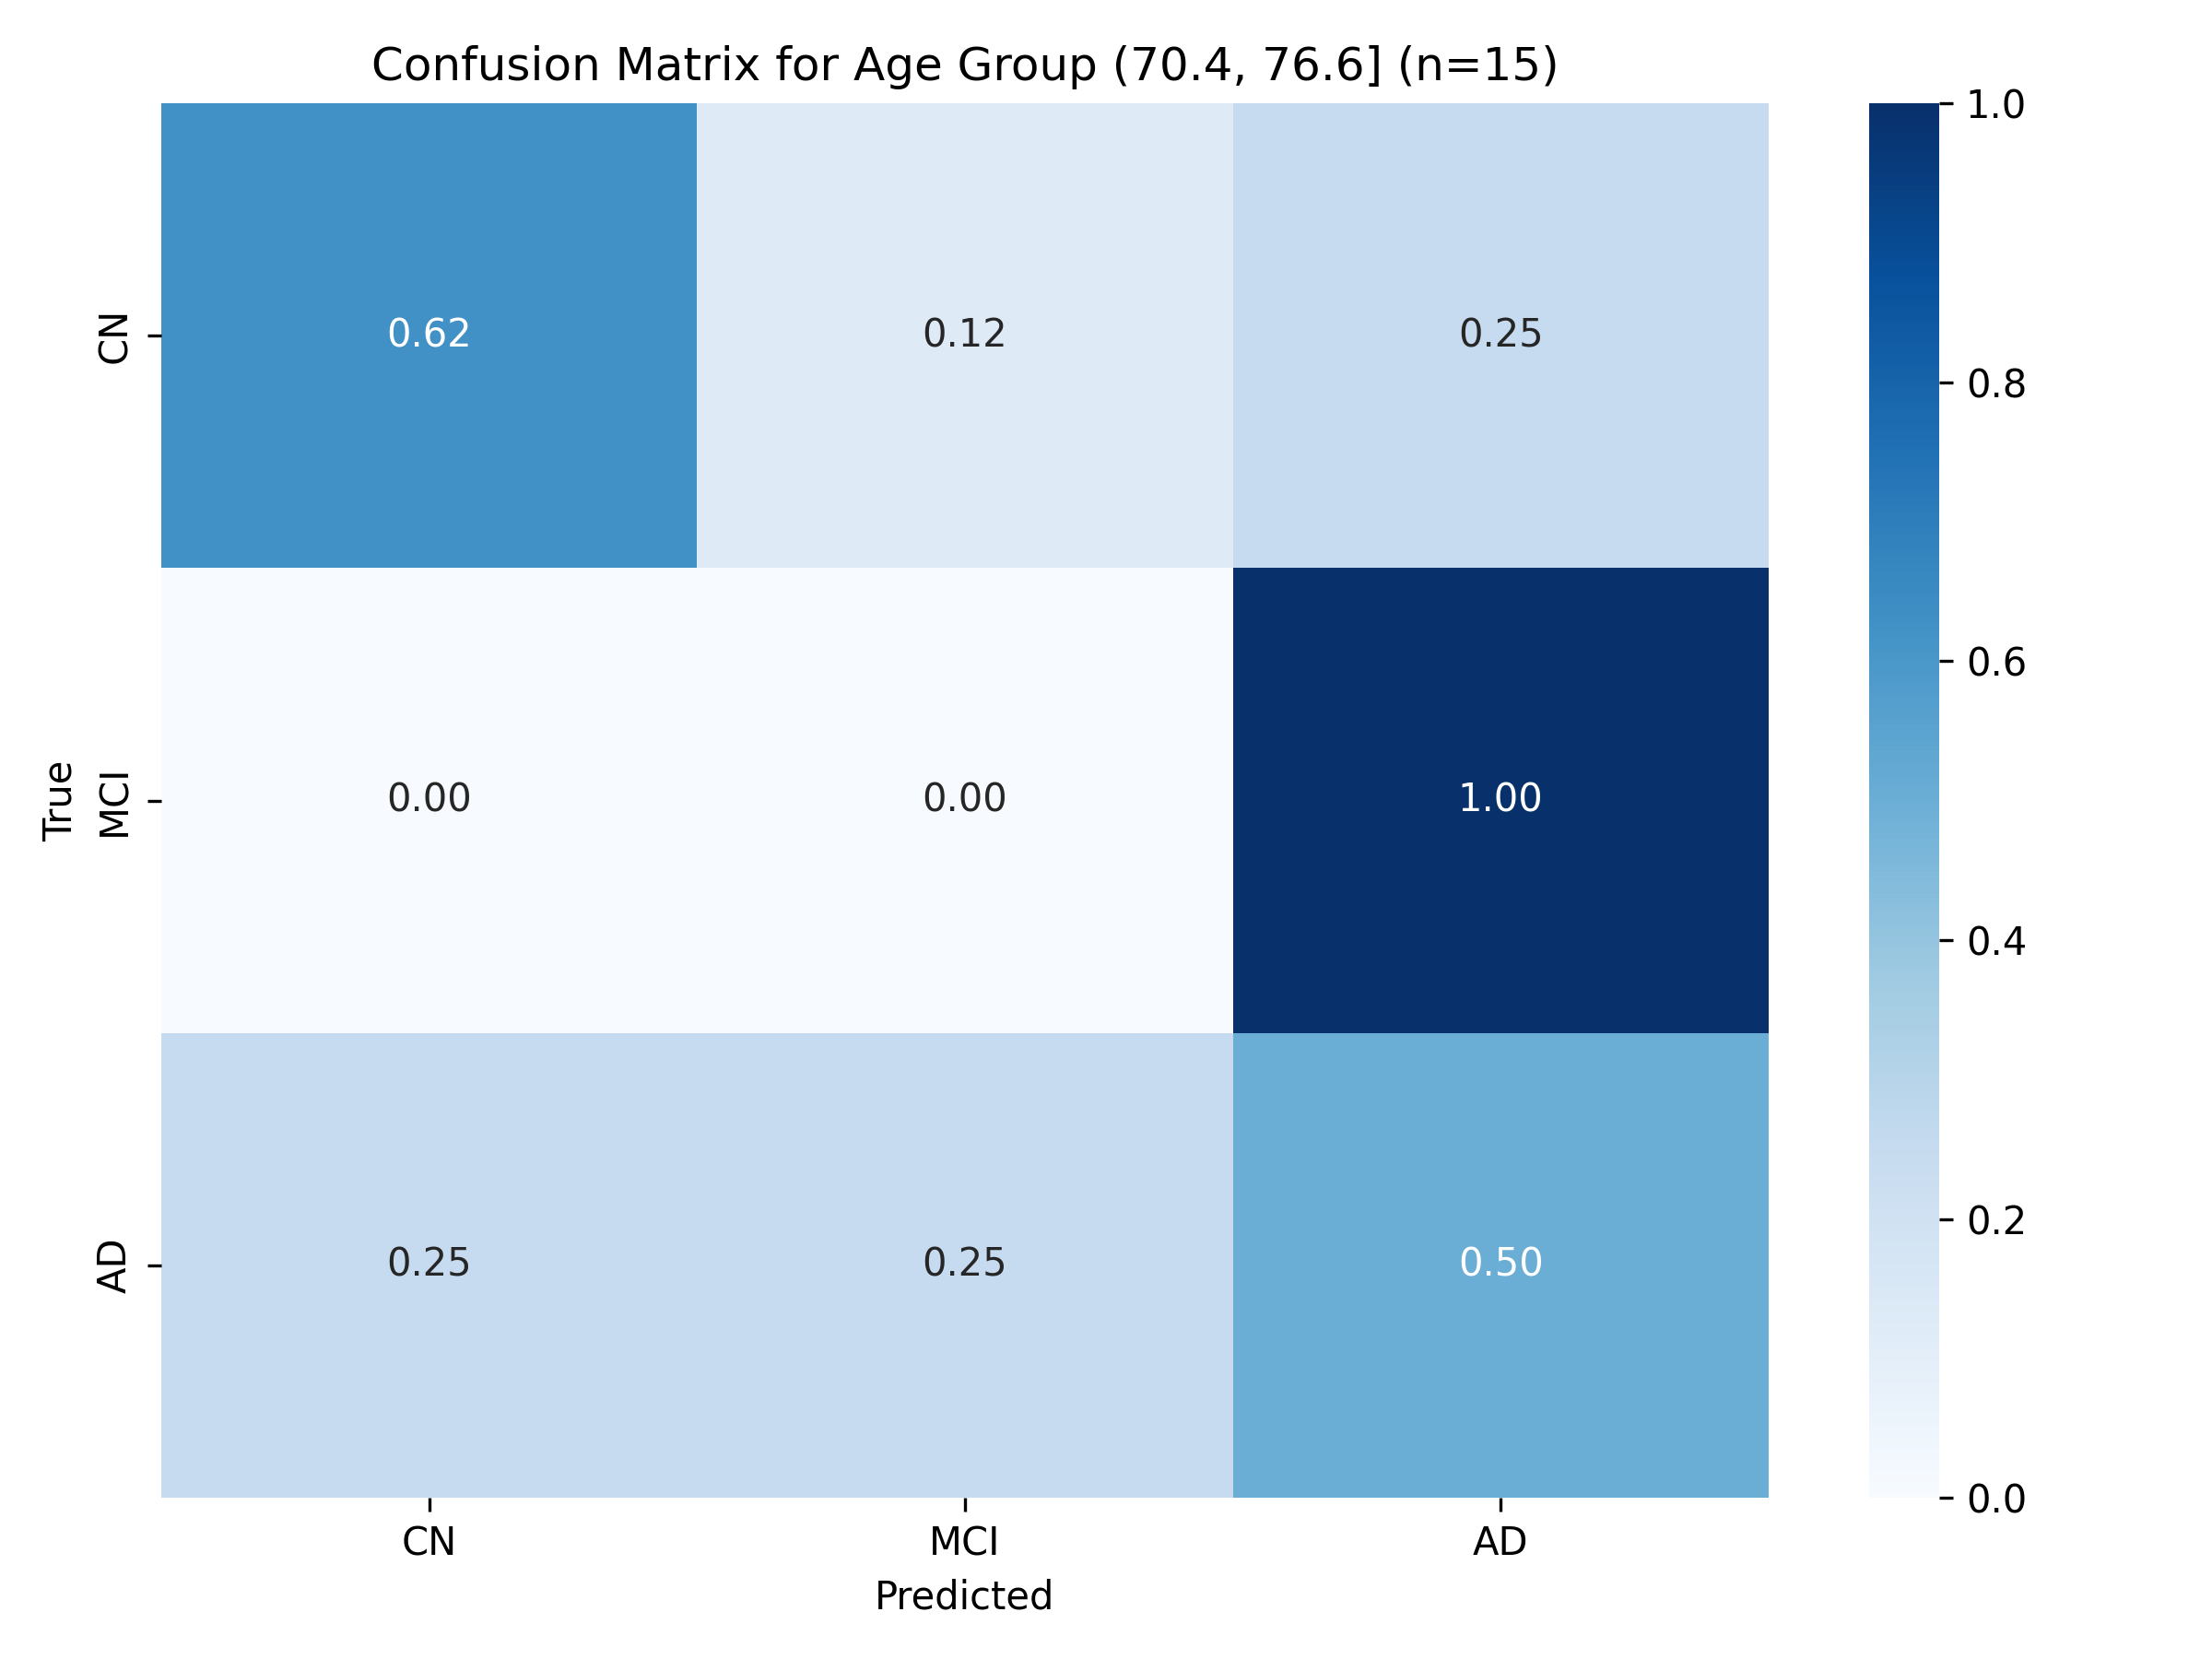 Confusion Matrix for Age Group (70.4, 76.6] (n=15)
True
CN
0.62 0.12 0.25
MCI
0.00 0.00 1.00
AD
0.25 0.25 0.50
CN MCI AD
Predicted
1.0
0.8
0.6
0.4
0.2
0.0